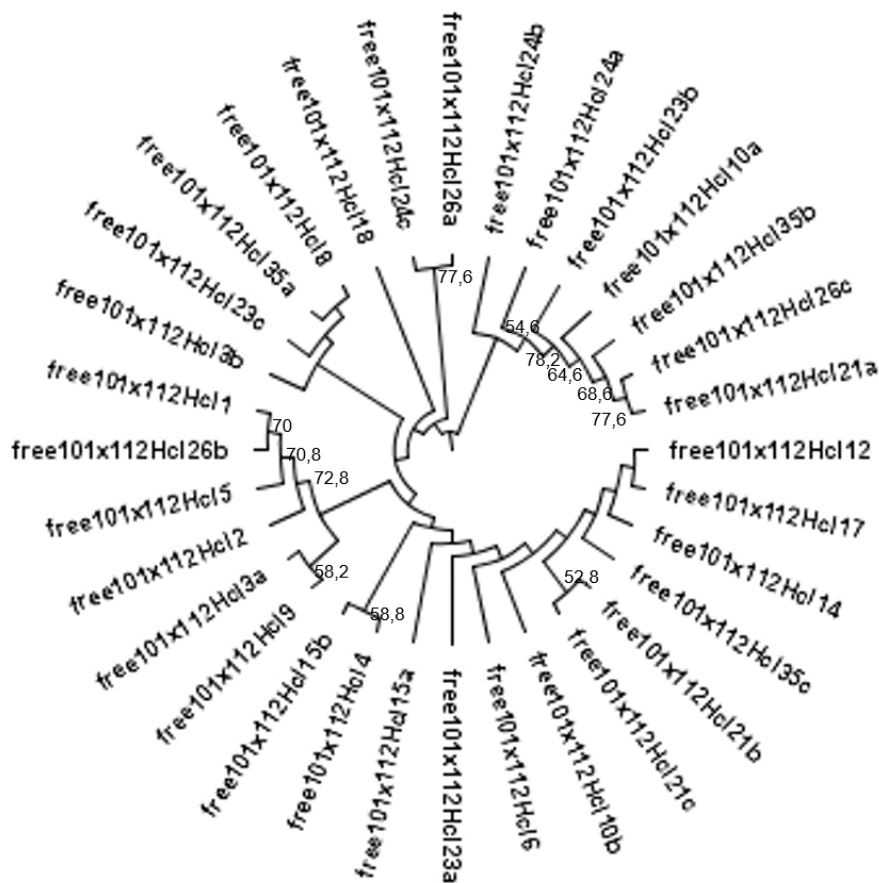 free101x112Hcl26a
free101x112Hcl24b
free101x112Hcl24a
free101x112Hcl23b
free101x112Hcl10a
free101x112Hcl35b
free101x112Hcl26c
free101x112Hcl21a
free101x112Hcl12
free101x112Hcl17
free101x112Hcl14
free101x112Hcl35c
free101x112Hcl21b
free101x112Hcl21c
free101x112Hcl10b
free101x112Hcl6
free101x112Hcl23a
free101x112Hcl15a
free101x112Hcl4
free101x112Hcl15b
free101x112Hcl9
free101x112Hcl3a
free101x112Hcl2
free101x112Hcl5
free101x112Hcl26b
free101x112Hcl1
free101x112Hcl3b
free101x112Hcl23c
free101x112Hcl35a
free101x112Hcl8
free101x112Hcl18
free101x112Hcl24c
77,6
54,6
78,2
64,6
68,6
77,6
70
70,8
72,8
58,2
58,8
52,8